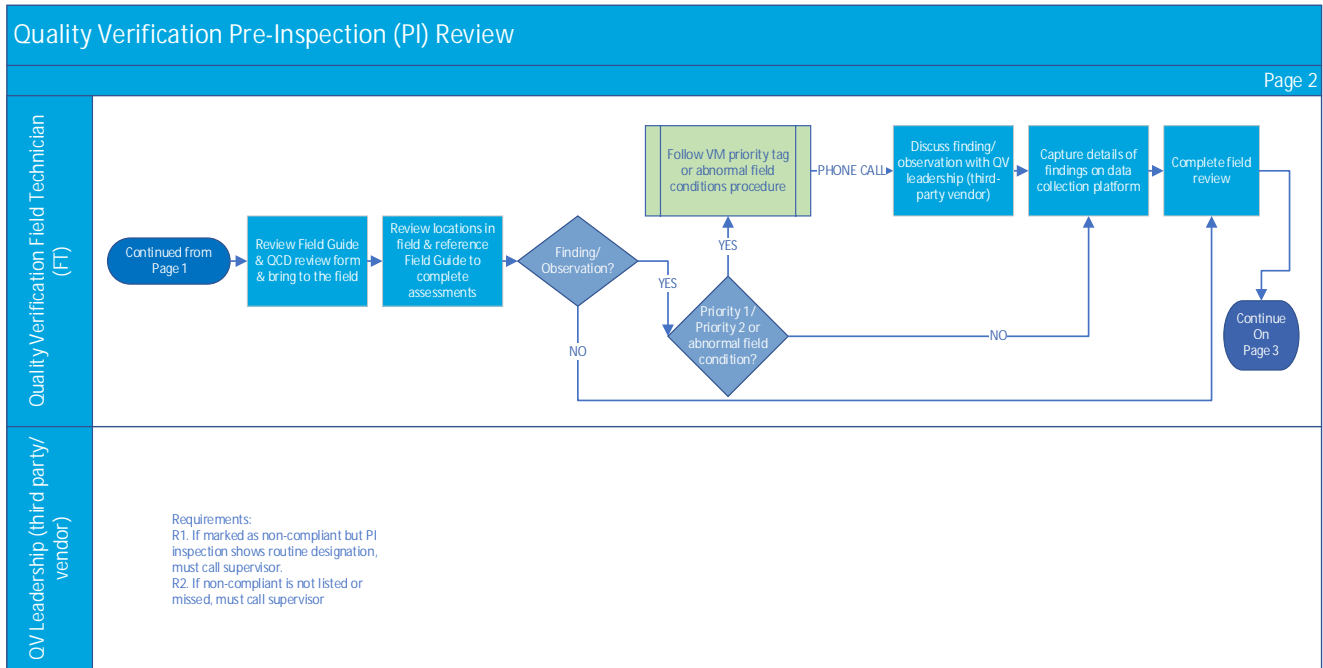 Quality Verification Pre-Inspection (PI) Review
Page 2
Quality Verification Field Technician
(FT)
Continued from
Page 1
Review Field Guide
& QCD review form
& bring to the field
Review locations in
field & reference
Field Guide to
complete
assessments
Finding/
Observation?
YES
NO
Priority 1/
Priority 2 or
abnormal field
condition?
YES
NO
Follow VM priority tag
or abnormal field
conditions procedure
PHONE CALL
Discuss finding/
observation with QV
leadership (third-
party vendor)
Capture details of
findings on data
collection platform
Complete field
review
Continue
On
Page 3
QV Leadership (third party/
vendor)
Requirements:
R1. If marked as non-compliant but PI
inspection shows routine designation,
must call supervisor.
R2. If non-compliant is not listed or
missed, must call supervisor